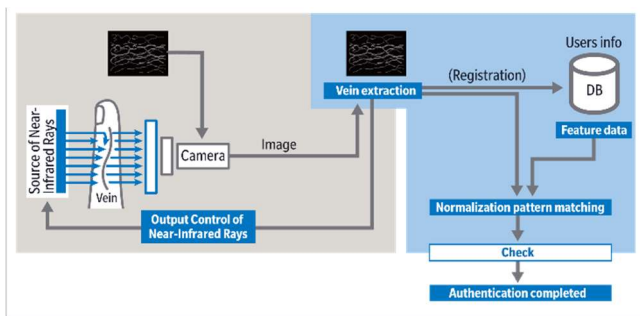 Users info
(Registration)
DB
Vein extraction
Feature data
Source of Near-
Infrared Rays
Camera
Image
Vein
Normalization pattern matching
Output Control of
Near-Infrared Rays
Check
Authentication completed